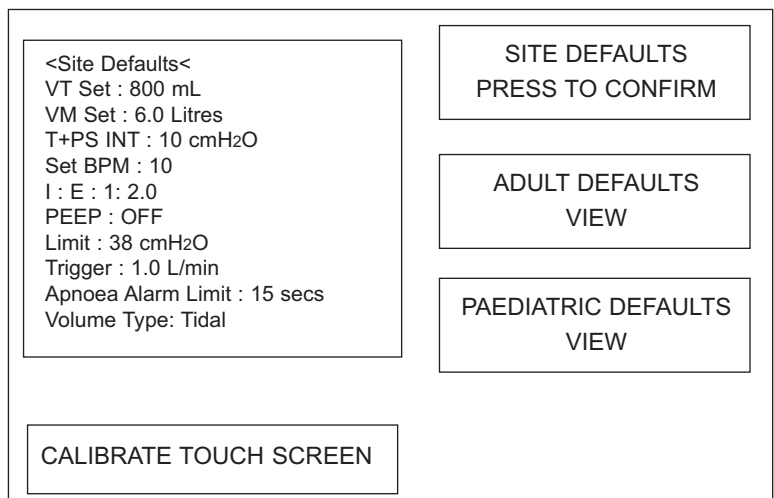 <Site Defaults<
VT Set : 800 mL
VM Set : 6.0 Litres
T+PS INT : 10 cmH2O
Set BPM : 10
I : E : 1: 2.0
PEEP : OFF
Limit : 38 cmH2O
Trigger : 1.0 L/min
Apnoea Alarm Limit : 15 secs
Volume Type: Tidal
SITE DEFAULTS
PRESS TO CONFIRM
ADULT DEFAULTS
VIEW
PAEDIATRIC DEFAULTS
VIEW
CALIBRATE TOUCH SCREEN